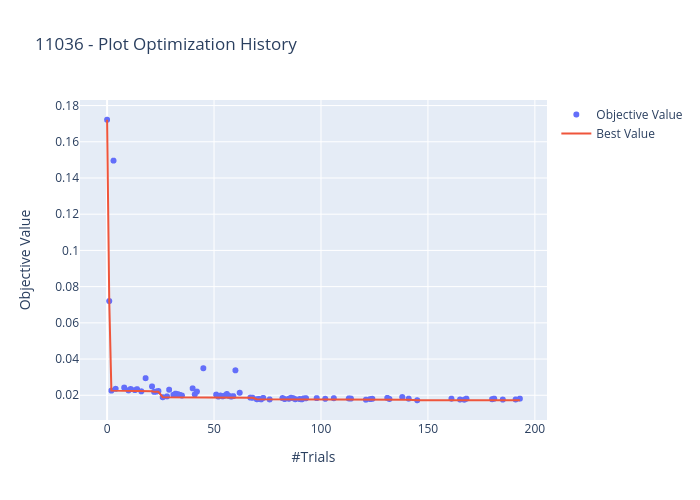 11036 - Plot Optimization History
Objective Value
Best Value
0.18
0.16
0.14
0.12
0.1
0.08
0.06
0.04
0.02
Objective Value
0
50
100
150
200
#Trials